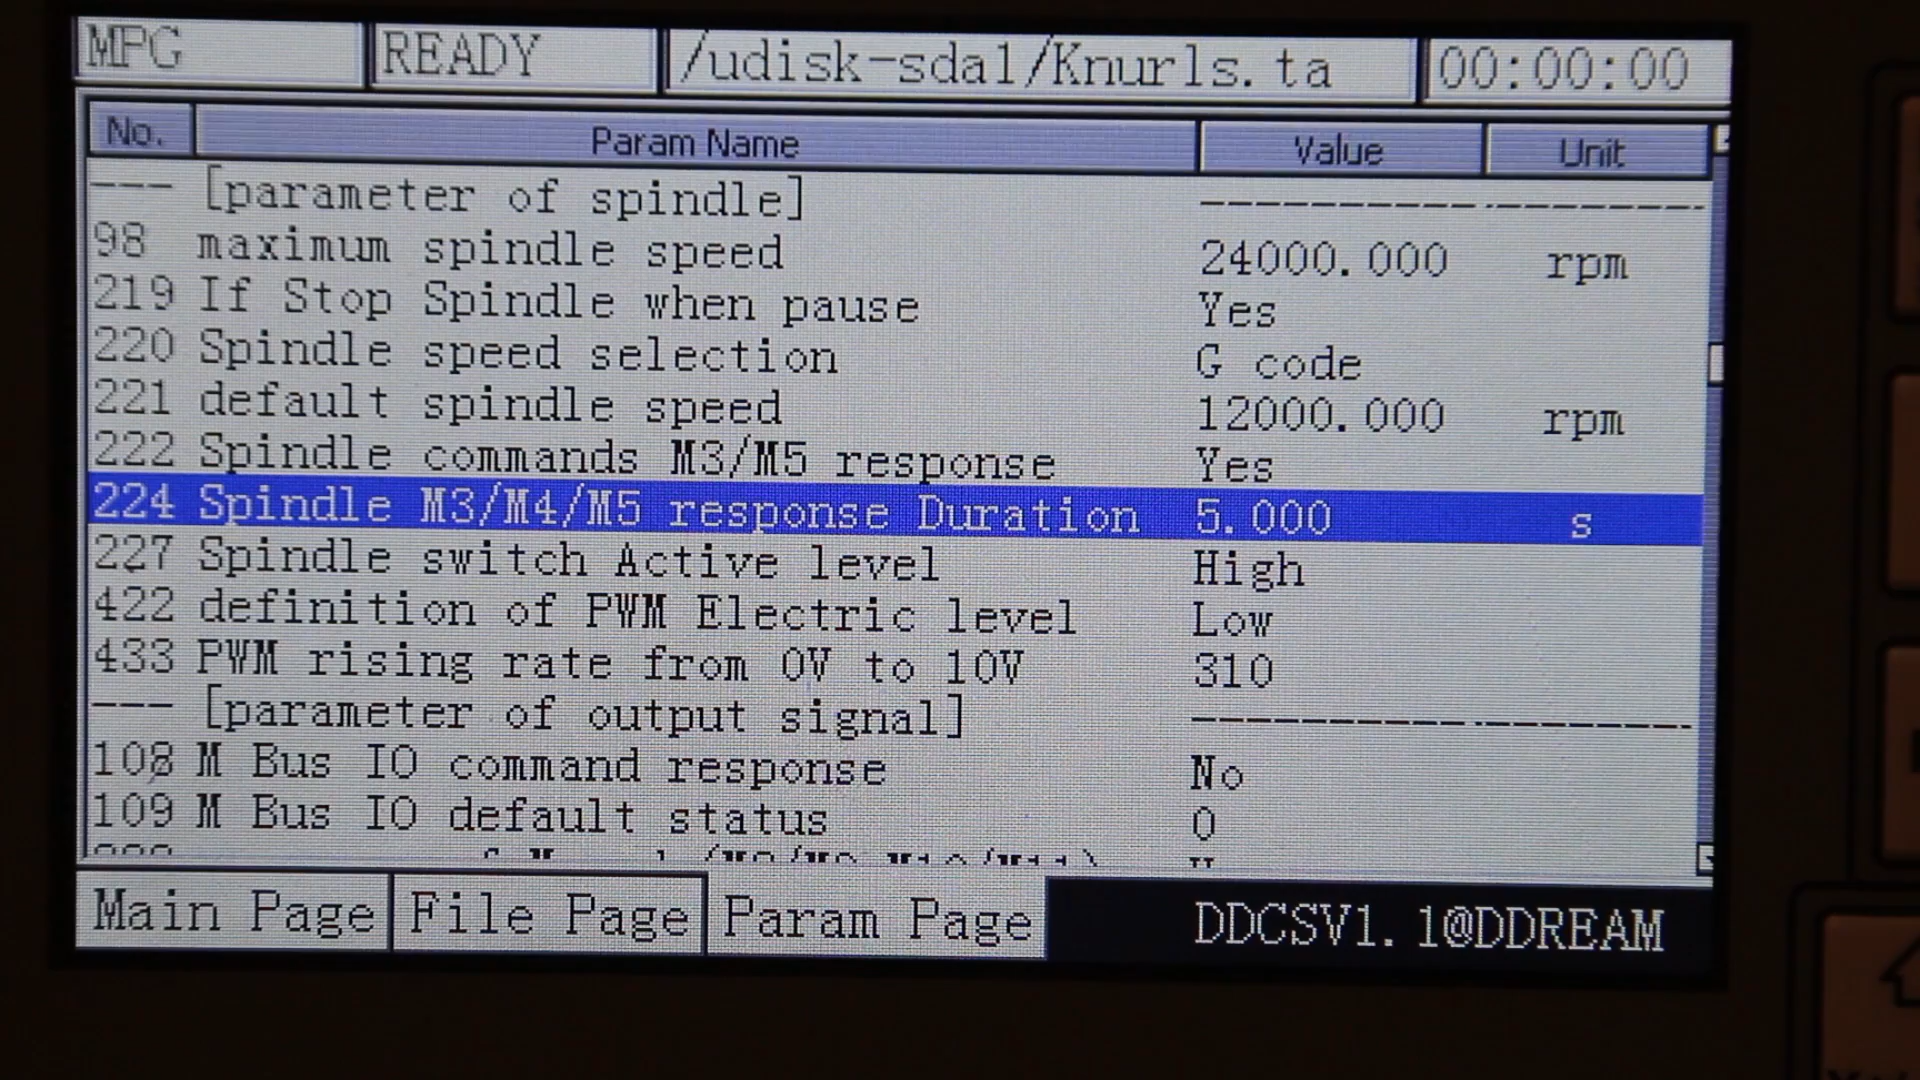 MPG READY /udisk-sda1/Knurls.ta 00:00:00
No. Param Name Value Unit
--- [parameter of spindle] ------------------
98 maximum spindle speed 24000.000 rpm
219 If Stop Spindle when pause Yes
220 Spindle speed selection G code
221 default spindle speed 12000.000 rpm
222 Spindle commands M3/M5 response Yes
224 Spindle M3/M4/M5 response Duration 5.000 s
227 Spindle switch Active level High
422 definition of PWM Electric level Low
433 PWM rising rate from 0V to 10V 310
--- [parameter of output signal] ------------------
108 M Bus IO command response No
109 M Bus IO default status 0
Main Page File Page Param Page DDCSV1.1@DDREAM